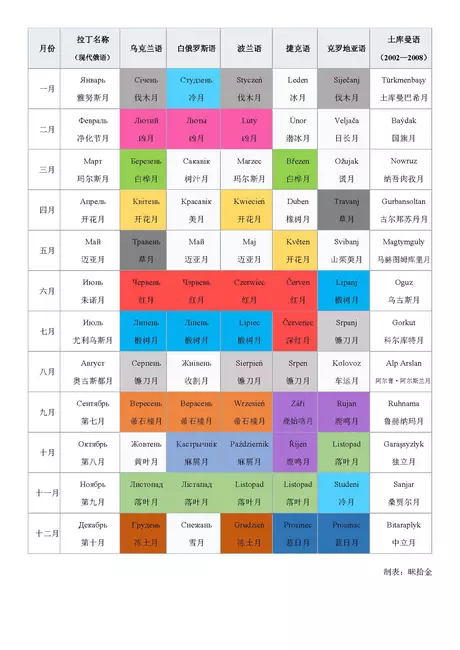 月份 拉丁名称 乌克兰语 白俄罗斯语 波兰语 捷克语 克罗地亚语 土库曼语
（现代俄语） （2002—2008）
一月 Январь Січень Студзень Styczeń Leden Siječanj Türkmenbaşy
雅努斯月 伐木月 冷月 伐木月 冰月 伐木月 土库曼巴希月
二月 Февраль Лютий Люты Luty Únor Veljača Baýdak
净化节月 凶月 凶月 凶月 潜冰月 日长月 国旗月
三月 Март Березень Сакавік Marzec Březen Ožujak Nowruz
玛尔斯月 白桦月 树汁月 玛尔斯月 白桦月 谎月 纳吾肉孜月
四月 Апрель Квітень Красавік Kwiecień Duben Travanj Gurbansoltan
开花月 开花月 美月 开花月 橡树月 草月 古尔邦苏丹月
五月 Май Травень Май Maj Květen Svibanj Magtymguly
迈亚月 草月 迈亚月 迈亚月 开花月 山茱萸月 马赫图姆库里月
六月 Июнь Червень Чэрвень Czerwiec Červen Lipanj Oguz
朱诺月 红月 红月 红月 红月 椴树月 乌古斯月
七月 Июль Липень Ліпень Lipiec Červenec Srpanj Gorkut
尤利乌斯月 椴树月 椴树月 椴树月 深红月 镰刀月 科尔库特月
八月 Август Серпень Жнівень Sierpień Srpen Kolovoz Alp Arslan
奥古斯都月 镰刀月 收割月 镰刀月 镰刀月 车运月 阿尔普·阿尔斯兰月
九月 Сентябрь Вересень Верасень Wrzesień Září Rujan Ruhnama
第七月 帚石楠月 帚石楠月 帚石楠月 鹿鸣月 鲁赫纳玛月
十月 Октябрь Жовтень Кастрычнік Październik Říjen Listopad Garaşsyzlyk
第八月 黄叶月 麻屑月 麻屑月 鹿鸣月 落叶月 独立月
十一月 Ноябрь Листопад Лістапад Listopad Listopad Studeni Sanjar
第九月 落叶月 落叶月 落叶月 落叶月 冷月 桑贾尔月
十二月 Декабрь Грудень Снежань Grudzień Prosinec Prosinac Bitaraplyk
第十月 冻土月 雪月 冻土月 蓝日月 蓝日月 中立月
制表：眯拾金